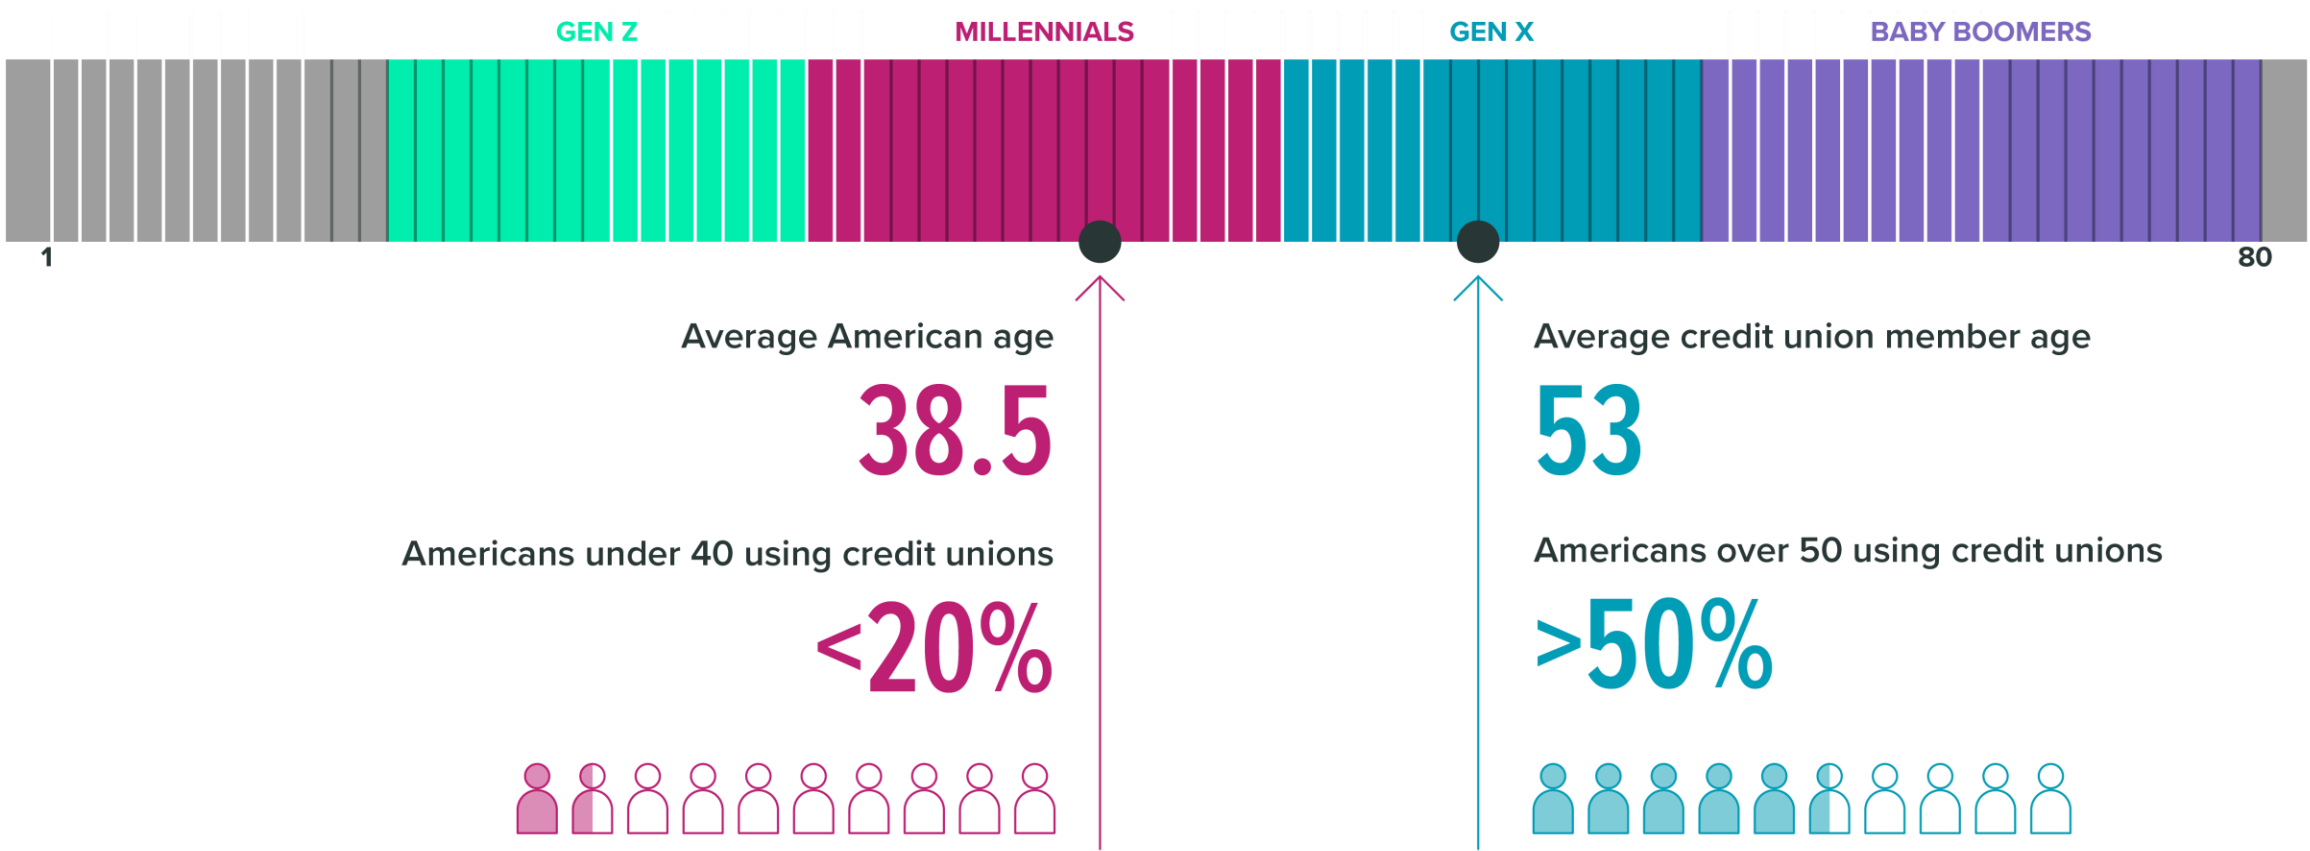 GEN Z
MILLENNIALS
GEN X
BABY BOOMERS
1
80
Average American age
38.5
Americans under 40 using credit unions
<20%
Average credit union member age
53
Americans over 50 using credit unions
>50%